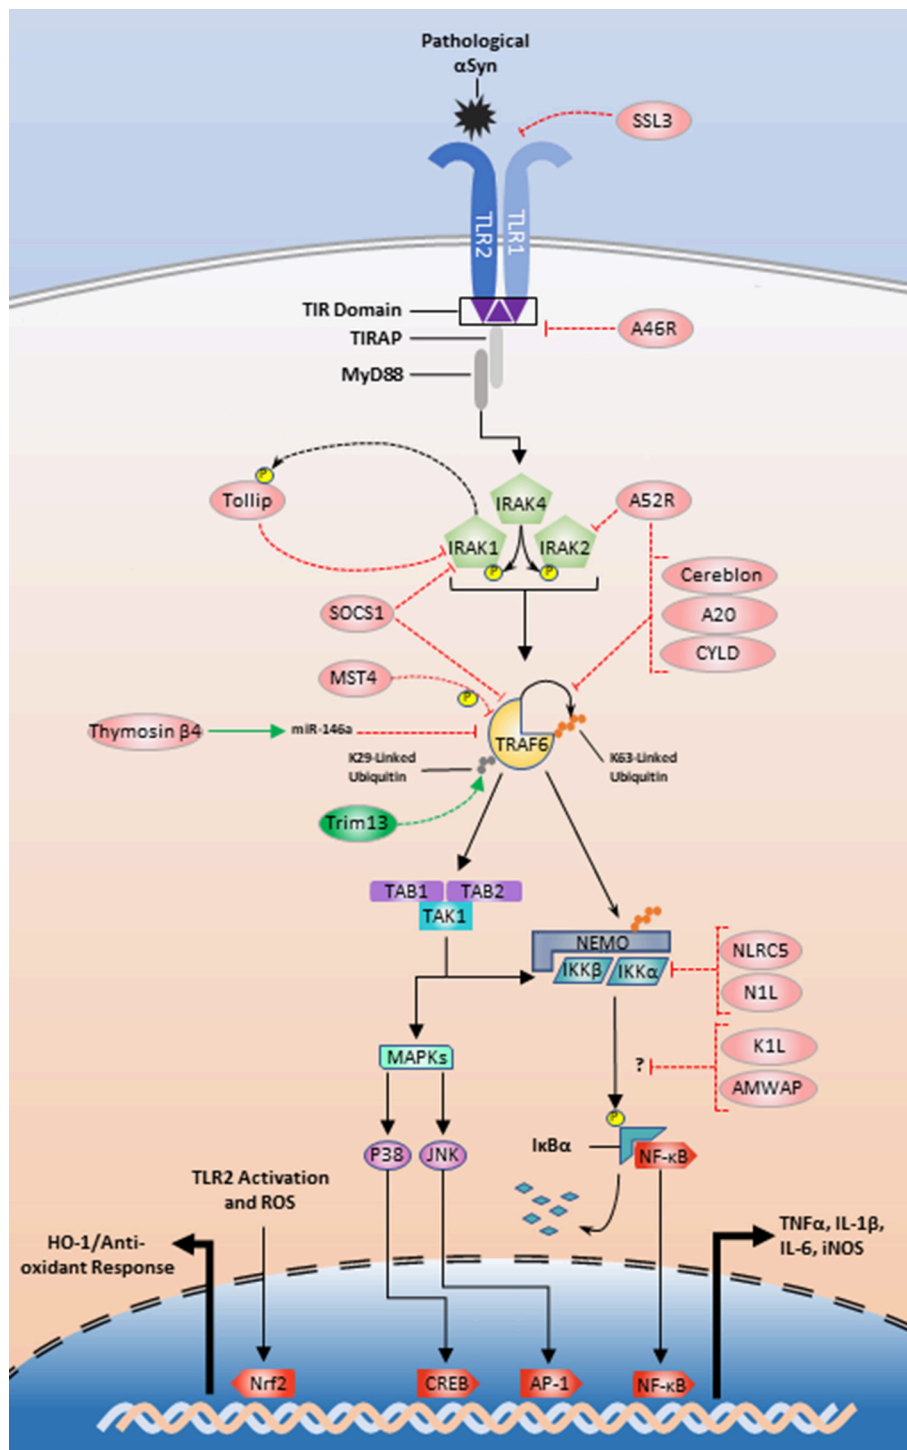 Pathological
αSyn
SSL3
TLR2
TLR1
TIR Domain
A46R
TIRAP
MyD88
P
Tollip
IRAK4
A52R
IRAK1
IRAK2
P
P
Cereblon
SOCS1
A20
CYLD
MST4
P
Thymosin β4
miR-146a
TRAF6
K29-Linked
Ubiquitin
K63-Linked
Ubiquitin
Trim13
TAB1
TAB2
TAK1
NEMO
NLRC5
IKKβ
IKKα
N1L
K1L
MAPKs
?
AMWAP
P
IκBα
P38
JNK
NF-κB
TLR2 Activation
and ROS
TNFα, IL-1β,
IL-6, iNOS
HO-1/Anti-
oxidant Response
Nrf2
CREB
AP-1
NF-κB